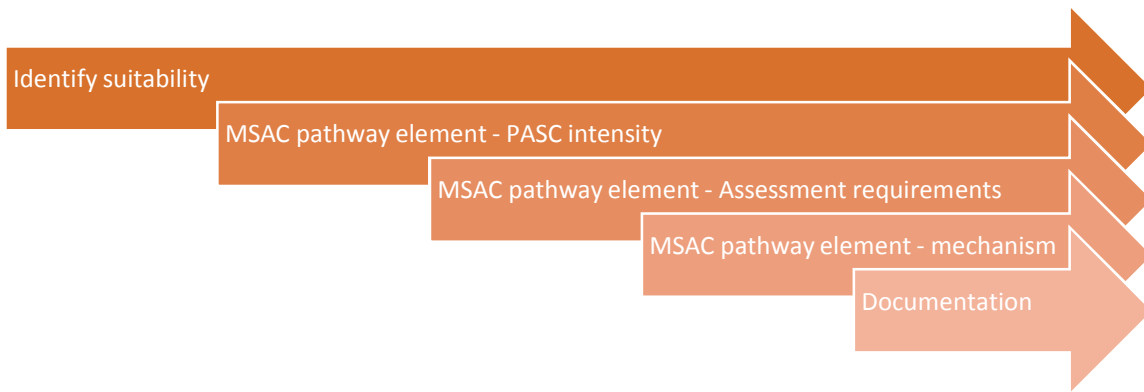 Identify suitability
MSAC pathway element - PASC intensity
MSAC pathway element - Assessment requirements
MSAC pathway element - mechanism
Documentation